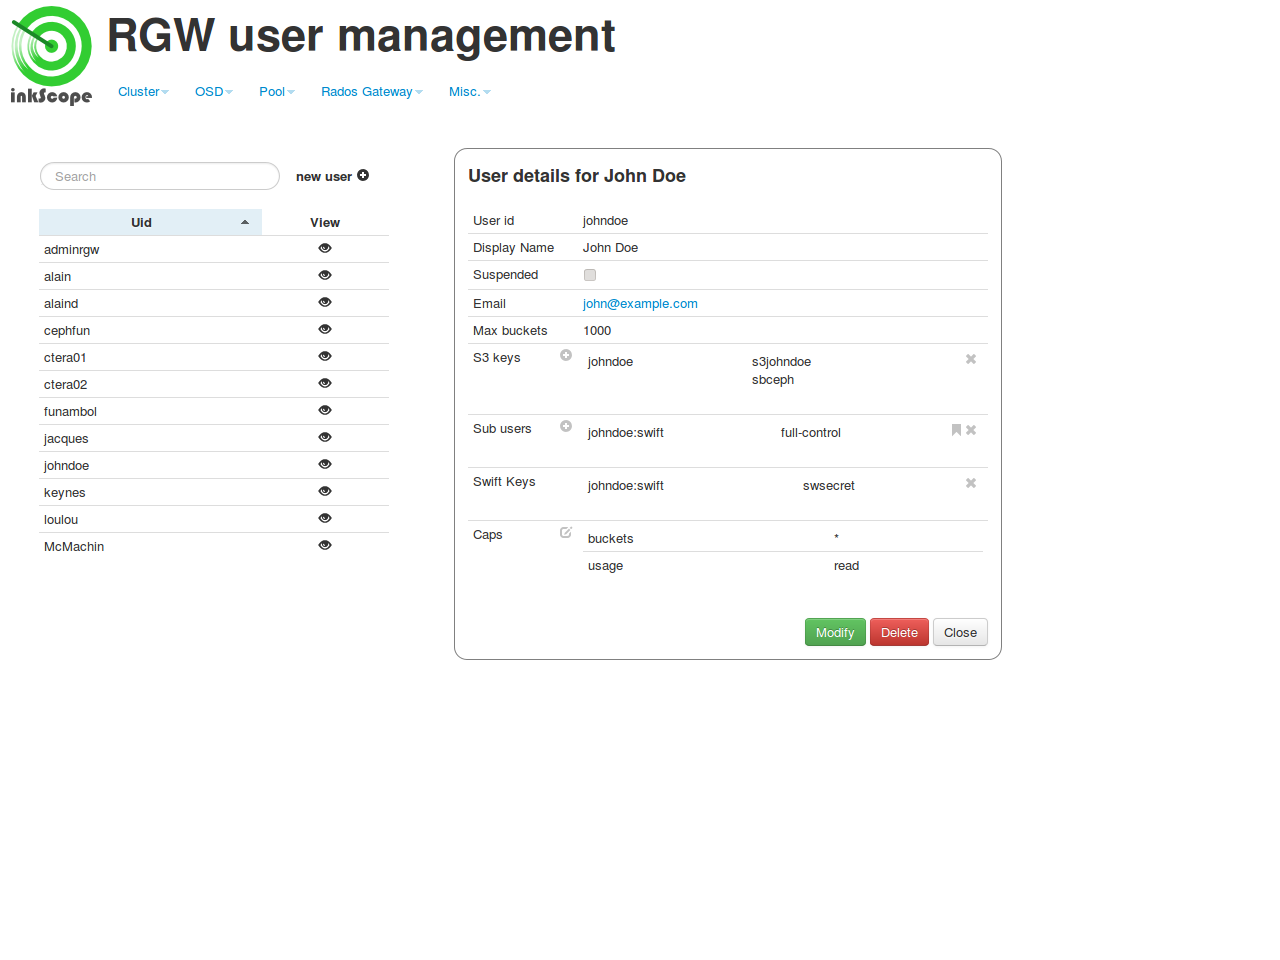 RGW user management
inkScope
Cluster OSD Pool Rados Gateway Misc.
Search new user
Uid View
adminrgw
alain
alaind
cephfun
ctera01
ctera02
funambol
jacques
johndoe
keynes
loulou
McMachin
User details for John Doe
User id johndoe
Display Name John Doe
Suspended
Email john@example.com
Max buckets 1000
S3 keys johndoe s3johndoe
sbceph
Sub users johndoe:swift full-control
Swift Keys johndoe:swift swsecret
Caps buckets *
usage read
Modify Delete Close